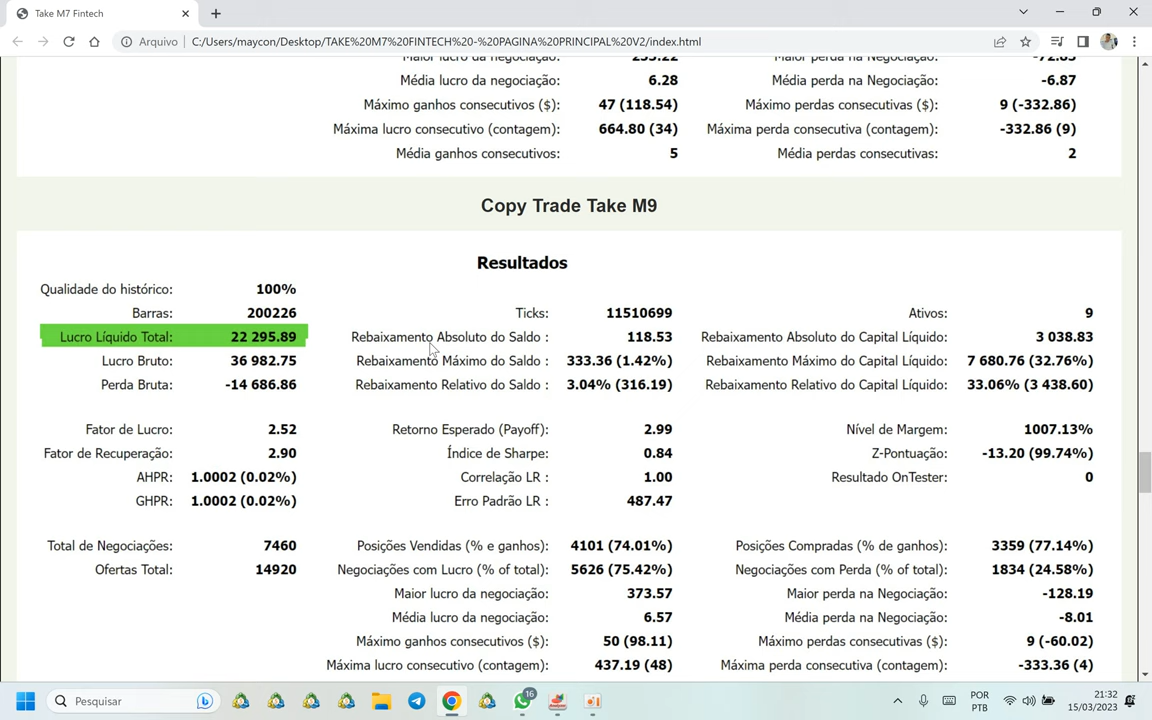 Take M7 Fintech
Arquivo C:/Users/maycon/Desktop/TAKE%20M7%20FINTECH%20-%20PAGINA%20PRINCIPAL%20V2/index.html
Média lucro da negociação: 6.28 Média perda na Negociação: -6.87
Máximo ganhos consecutivos ($): 47 (118.54) Máximo perdas consecutivas ($): 9 (-332.86)
Máxima lucro consecutivo (contagem): 664.80 (34) Máxima perda consecutiva (contagem): -332.86 (9)
Média ganhos consecutivos: 5 Média perdas consecutivas: 2
Copy Trade Take M9
Resultados
Qualidade do histórico: 100%
Barras: 200226 Ticks: 11510699 Ativos: 9
Lucro Líquido Total: 22 295.89 Rebaixamento Absoluto do Saldo : 118.53 Rebaixamento Absoluto do Capital Líquido: 3 038.83
Lucro Bruto: 36 982.75 Rebaixamento Máximo do Saldo : 333.36 (1.42%) Rebaixamento Máximo do Capital Líquido: 7 680.76 (32.76%)
Perda Bruta: -14 686.86 Rebaixamento Relativo do Saldo : 3.04% (316.19) Rebaixamento Relativo do Capital Líquido: 33.06% (3 438.60)
Fator de Lucro: 2.52 Retorno Esperado (Payoff): 2.99 Nível de Margem: 1007.13%
Fator de Recuperação: 2.90 Índice de Sharpe: 0.84 Z-Pontuação: -13.20 (99.74%)
AHPR: 1.0002 (0.02%) Correlação LR : 1.00 Resultado OnTester: 0
GHPR: 1.0002 (0.02%) Erro Padrão LR : 487.47
Total de Negociações: 7460 Posições Vendidas (% e ganhos): 4101 (74.01%) Posições Compradas (% de ganhos): 3359 (77.14%)
Ofertas Total: 14920 Negociações com Lucro (% of total): 5626 (75.42%) Negociações com Perda (% of total): 1834 (24.58%)
Maior lucro da negociação: 373.57 Maior perda na Negociação: -128.19
Média lucro da negociação: 6.57 Média perda na Negociação: -8.01
Máximo ganhos consecutivos ($): 50 (98.11) Máximo perdas consecutivas ($): 9 (-60.02)
Máxima lucro consecutivo (contagem): 437.19 (48) Máxima perda consecutiva (contagem): -333.36 (4)
Pesquisar 16 POR PTB 21:32 15/03/2023